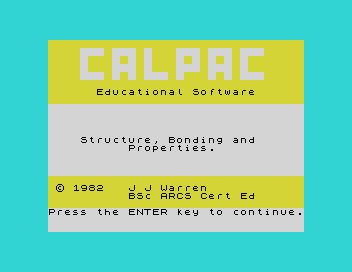 CALPAC
Educational Software
Structure, Bonding and
Properties.
© 1982 J J Warren
BSc ARCS Cert Ed
Press the ENTER key to continue.